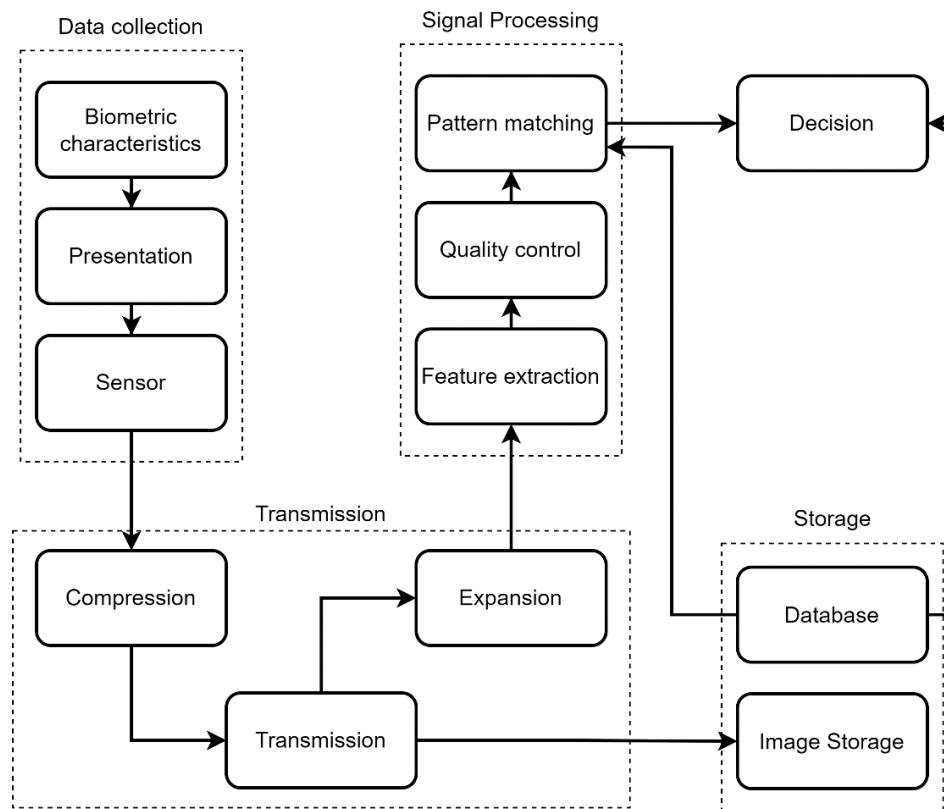 Data collection
Biometric
characteristics
Presentation
Sensor
Signal Processing
Pattern matching
Quality control
Feature extraction
Decision
Transmission
Compression
Expansion
Transmission
Storage
Database
Image Storage